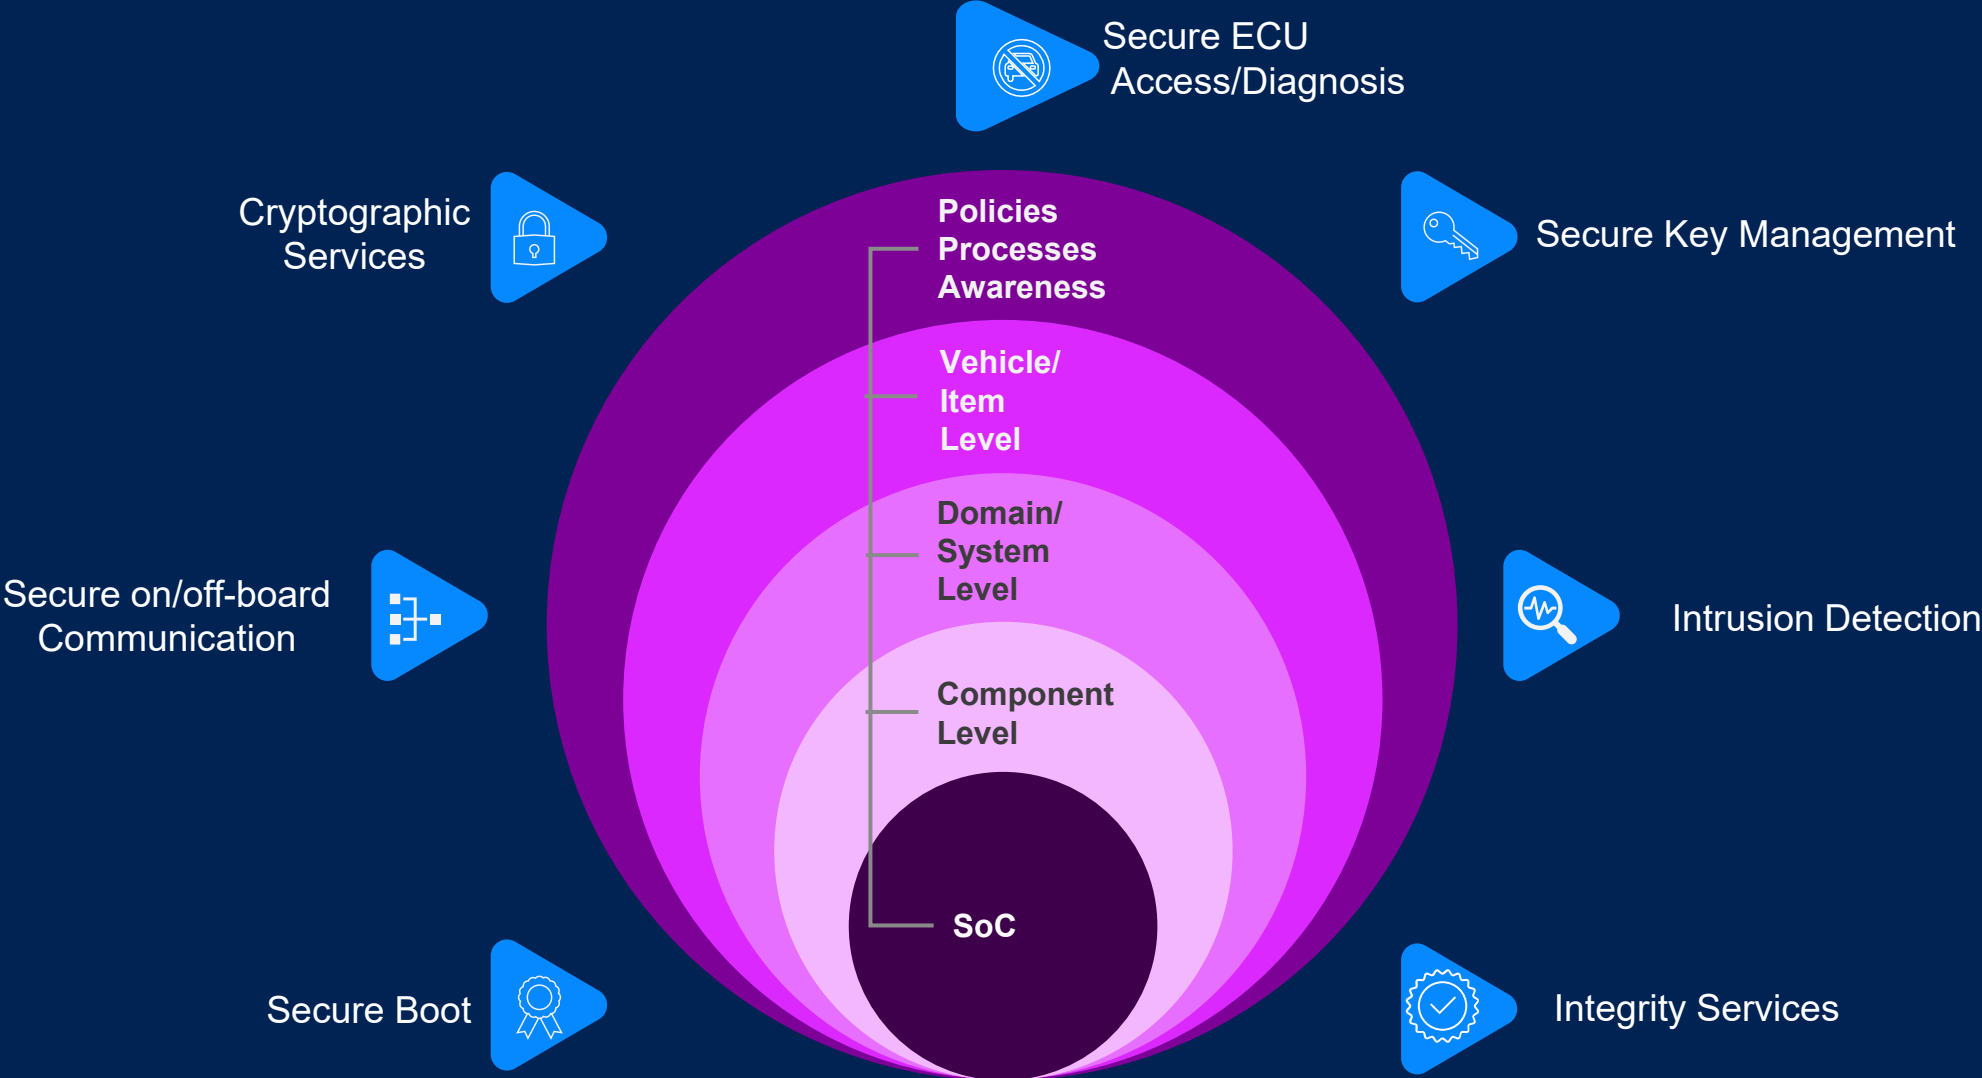 Secure ECU
Access/Diagnosis
Cryptographic
Services
Secure Key Management
Policies
Processes
Awareness
Vehicle/
Item
Level
Domain/
System
Level
Secure on/off-board
Communication
Intrusion Detection
Component
Level
SoC
Secure Boot
Integrity Services